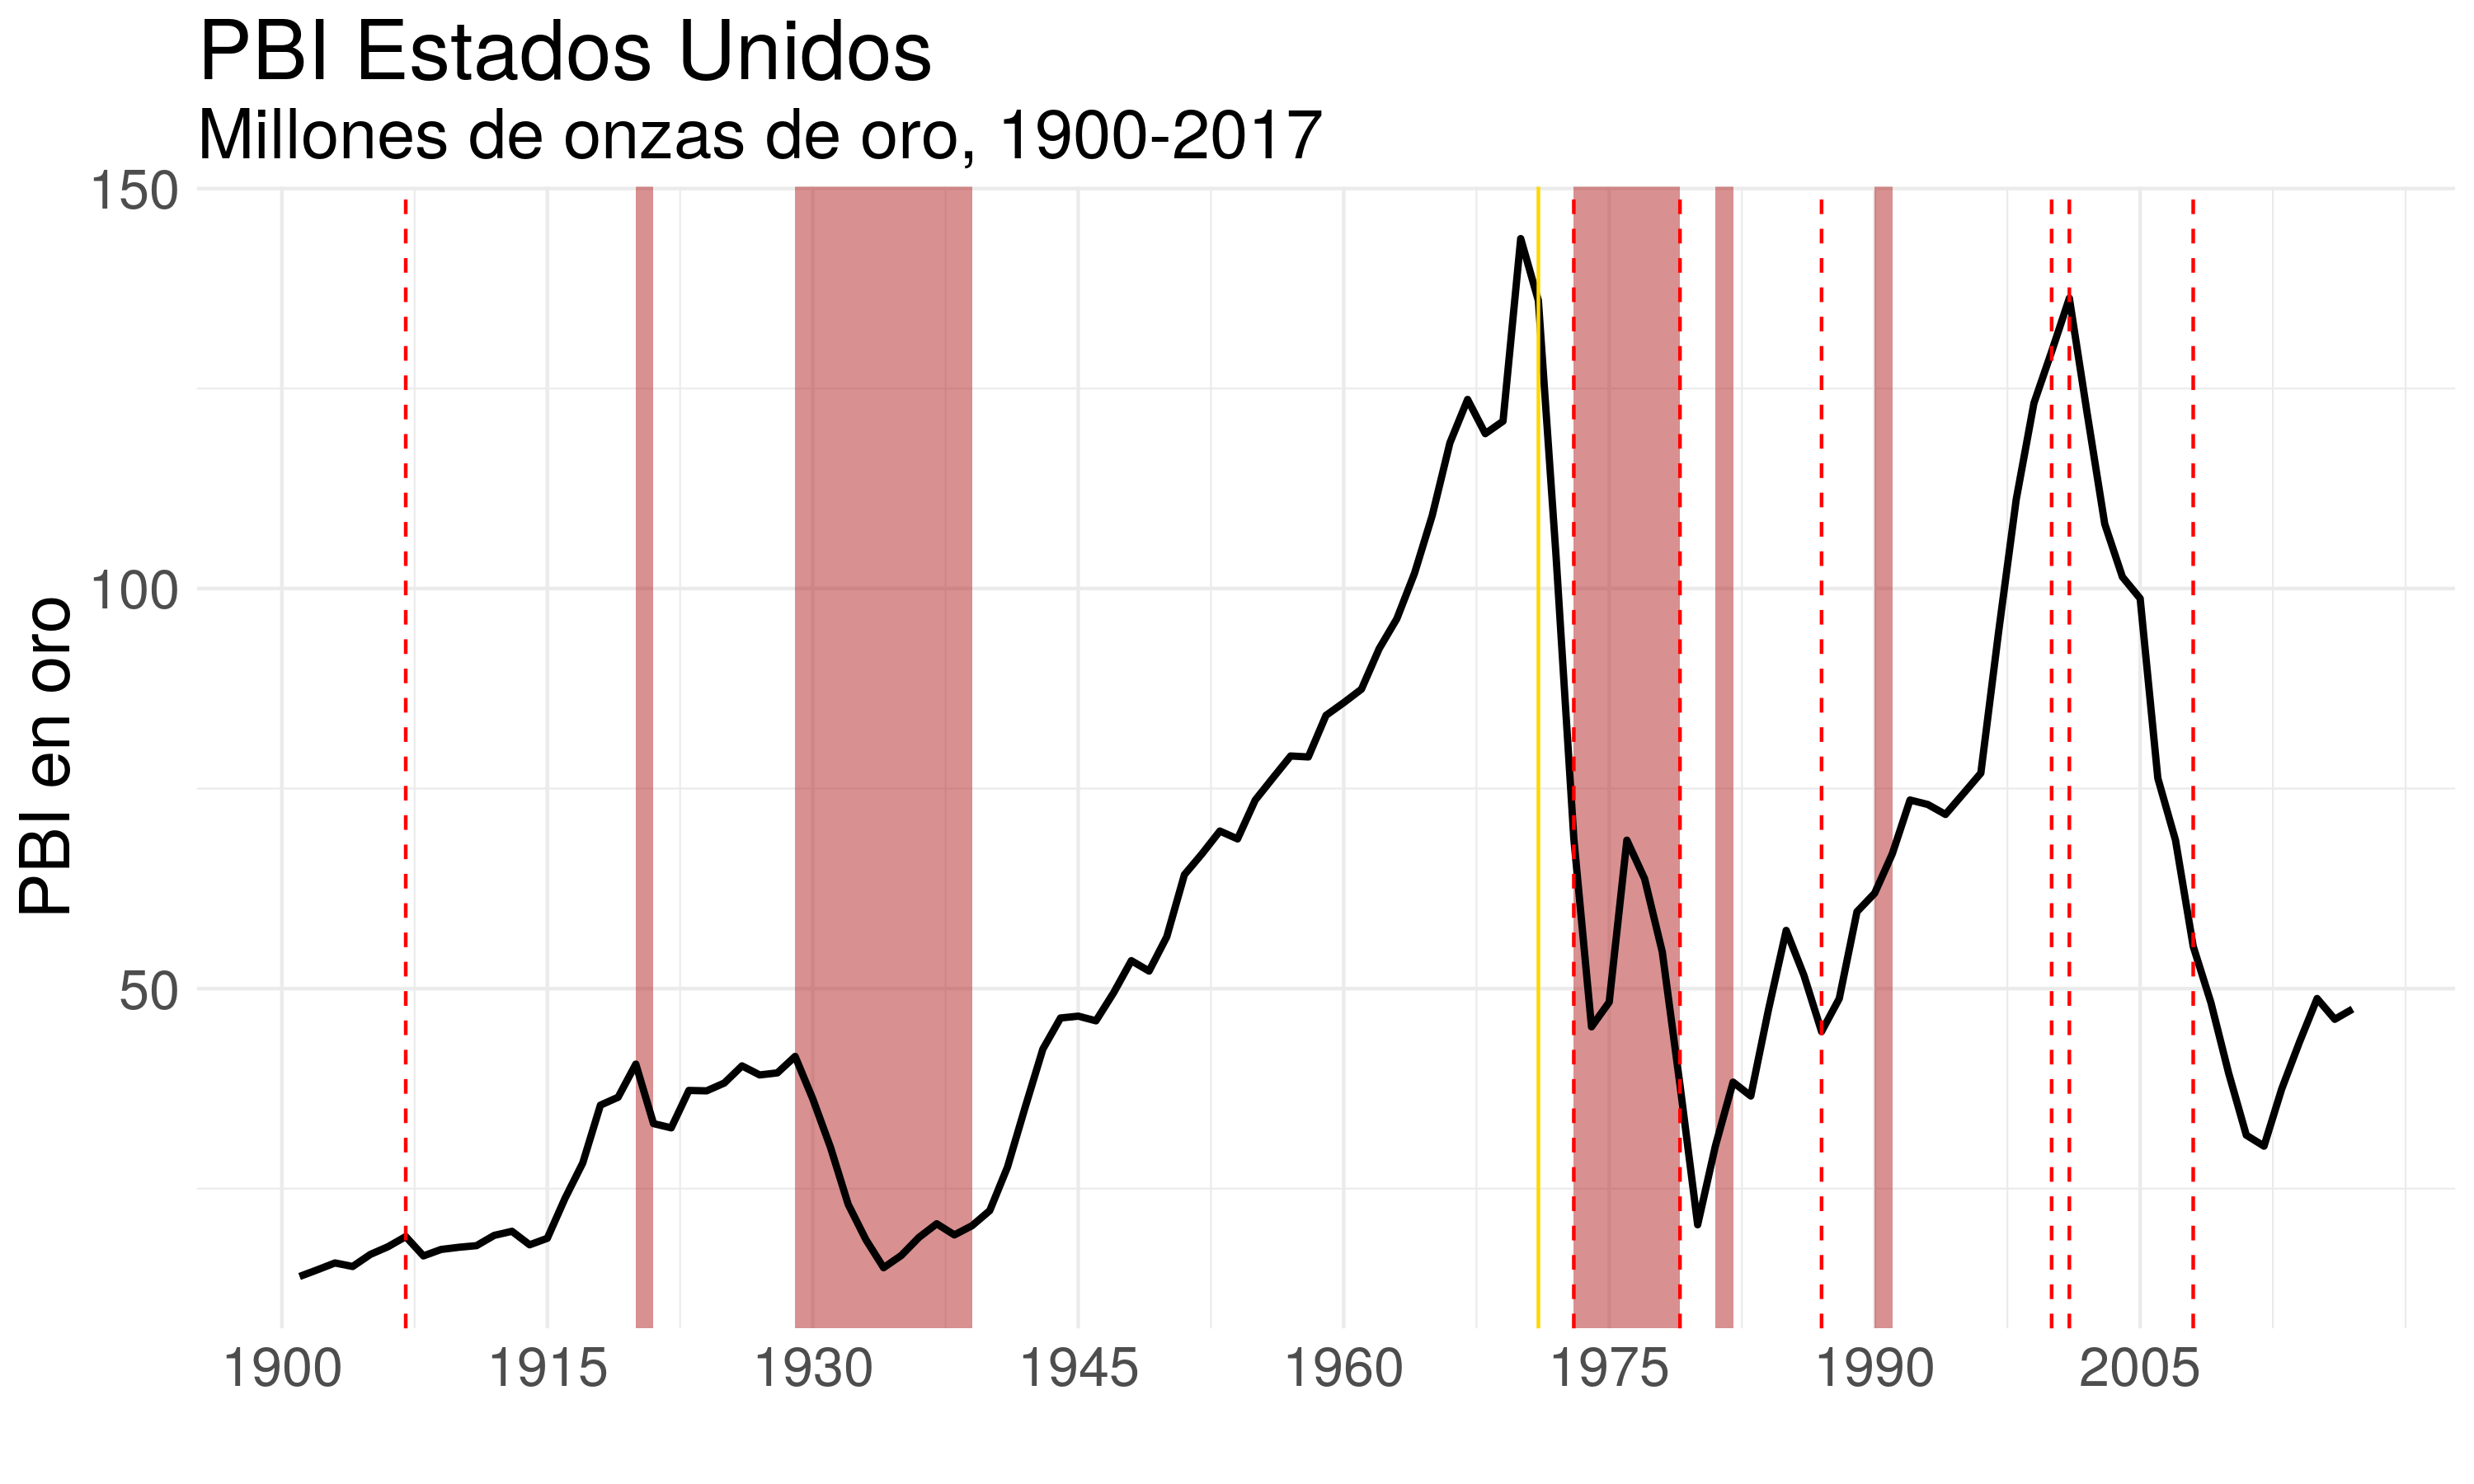 PBI Estados Unidos
Millones de onzas de oro, 1900-2017
PBI en oro
150
100
50
1900 1915 1930 1945 1960 1975 1990 2005